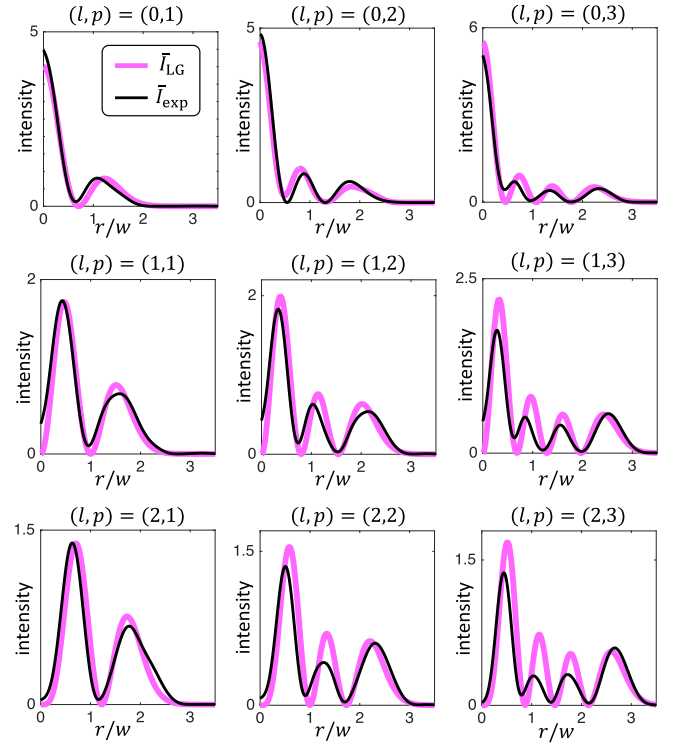 (l, p) = (0,1)
(l, p) = (0,2)
(l, p) = (0,3)
5
intensity
0
0
1
2
3
r/w
Ī_LG
Ī_exp
5
intensity
0
0
1
2
3
r/w
6
intensity
0
0
1
2
3
r/w
(l, p) = (1,1)
(l, p) = (1,2)
(l, p) = (1,3)
2
intensity
0
0
1
2
3
r/w
2
intensity
0
0
1
2
3
r/w
2.5
intensity
0
0
1
2
3
r/w
(l, p) = (2,1)
(l, p) = (2,2)
(l, p) = (2,3)
1.5
intensity
0
0
1
2
3
r/w
1.5
intensity
0
0
1
2
3
r/w
1.5
intensity
0
0
1
2
3
r/w